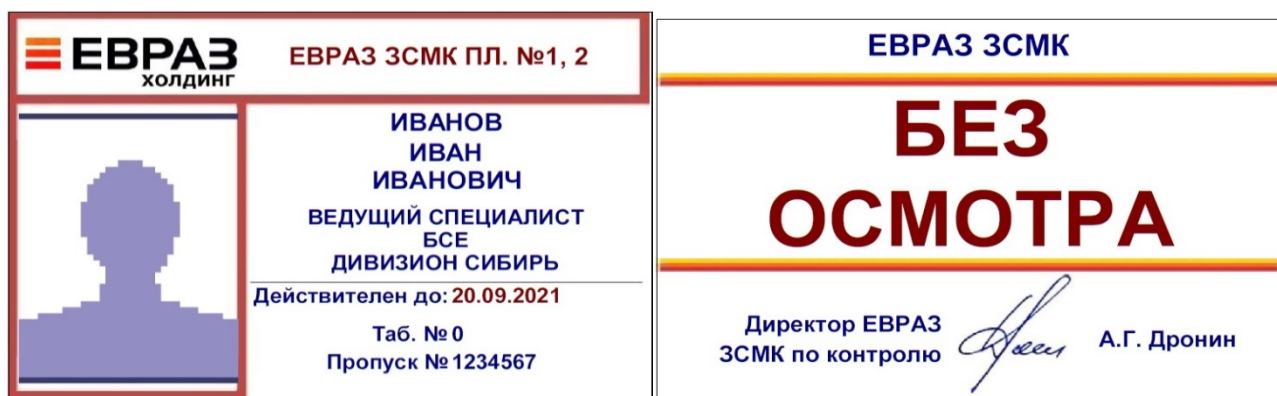 ЕВРАЗ
холдинг
ЕВРАЗ ЗСМК ПЛ. №1, 2
ИВАНОВ
ИВАН
ИВАНОВИЧ
ВЕДУЩИЙ СПЕЦИАЛИСТ
БСЕ
ДИВИЗИОН СИБИРЬ
Действителен до: 20.09.2021
Таб. № 0
Пропуск № 1234567
ЕВРАЗ ЗСМК
БЕЗ
ОСМОТРА
Директор ЕВРАЗ
ЗСМК по контролю
А.Г. Дронин